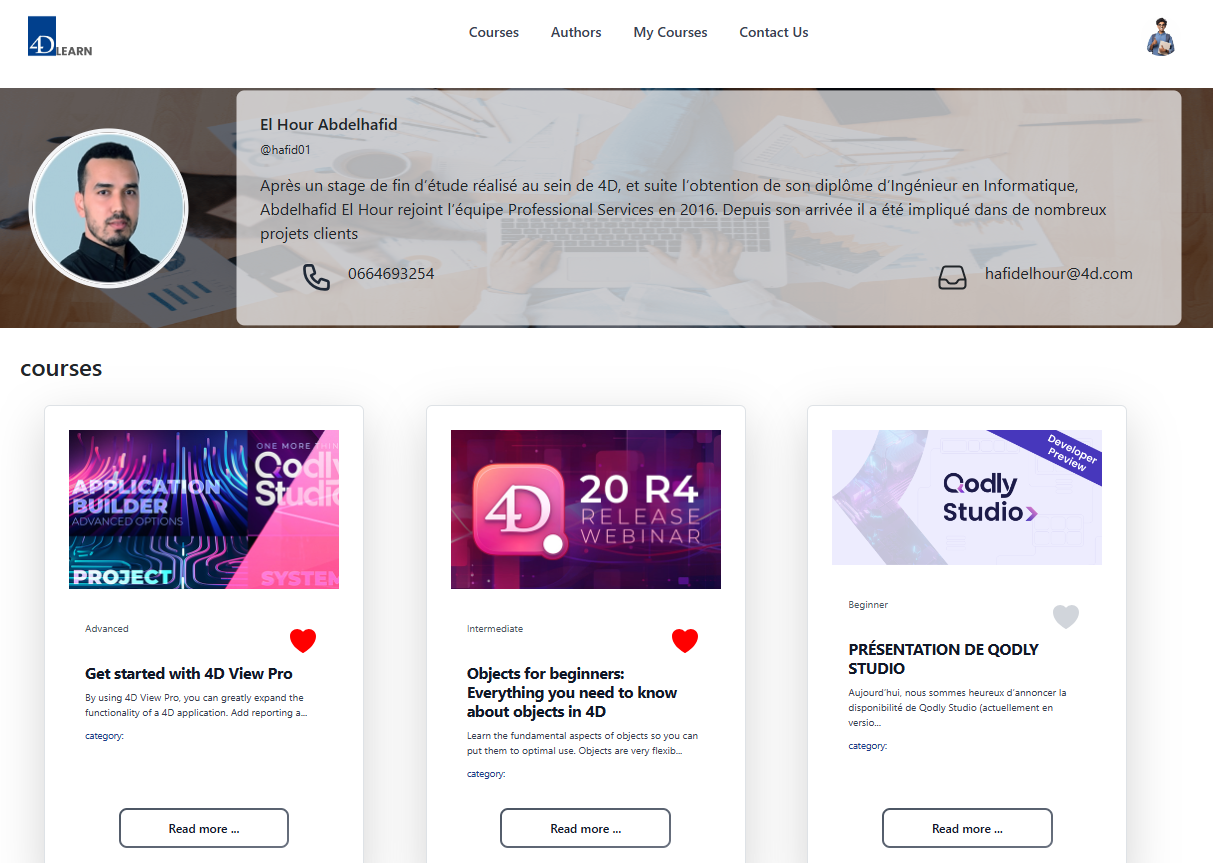 4D LEARN
Courses
Authors
My Courses
Contact Us
El Hour Abdelhafid
@hafid01
Après un stage de fin d’étude réalisé au sein de 4D, et suite l’obtention de son diplôme d’Ingénieur en Informatique,
Abdelhafid El Hour rejoint l’équipe Professional Services en 2016. Depuis son arrivée il a été impliqué dans de nombreux
projets clients
0664693254
hafidelhour@4d.com
courses
APPLICATION
BUILDER
ADVANCED OPTIONS
ONE MORE THIN
Qodly
Studio
PROJECT
SYSTEM
Advanced
Get started with 4D View Pro
By using 4D View Pro, you can greatly expand the
functionality of a 4D application. Add reporting a...
category:
Read more ...
4D
20 R4
RELEASE
WEBINAR
Intermediate
Objects for beginners:
Everything you need to know
about objects in 4D
Learn the fundamental aspects of objects so you can
put them to optimal use. Objects are very flexib...
category:
Read more ...
Developer
Preview
Qodly
Studio
Beginner
PRÉSENTATION DE QODLY
STUDIO
Aujourd’hui, nous sommes heureux d’annoncer la
disponibilité de Qodly Studio (actuellement en
versio...
category:
Read more ...